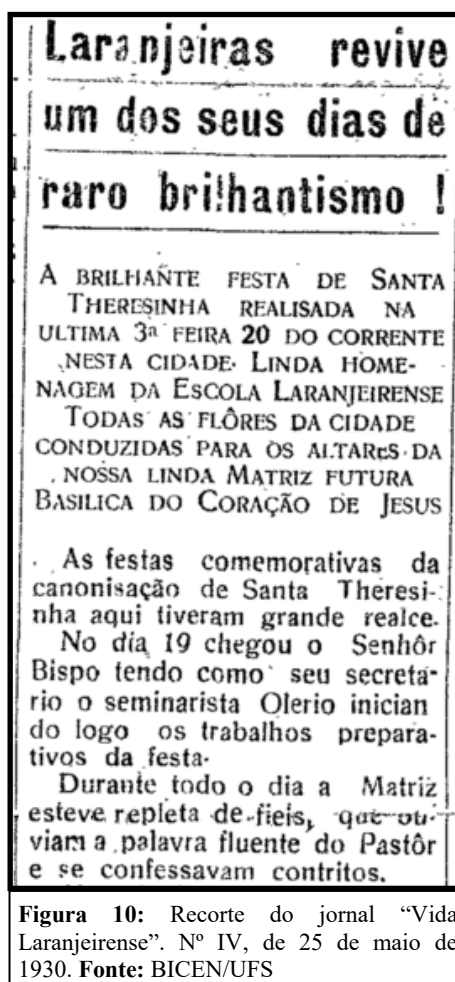 Laranjeiras revive
um dos seus dias de
raro brilhantismo !
A BRILHANTE FESTA DE SANTA
THERESINHA REALISADA NA
ULTIMA 3ª FEIRA 20 DO CORRENTE
NESTA CIDADE. LINDA HOME-
NAGEM DA ESCOLA LARANJEIRENSE
TODAS AS FLÔRES DA CIDADE
CONDUZIDAS PARA OS ALTARES DA
NOSSA LINDA MATRIZ FUTURA
BASILICA DO CORAÇÃO DE JESUS
As festas comemorativas da
canonisação de Santa Theresi-
nha aqui tiveram grande realce.
No dia 19 chegou o Senhôr
Bispo tendo como seu secreta-
rio o seminarista Olerio inician
do logo os trabalhos prepara-
tivos da festa.
Durante todo o dia a Matriz
esteve repleta de fieis, que ou-
viam a palavra fluente do Pastôr
e se confessavam contritos.
Figura 10: Recorte do jornal “Vida
Laranjeirense”. Nº IV, de 25 de maio de
1930. Fonte: BICEN/UFS